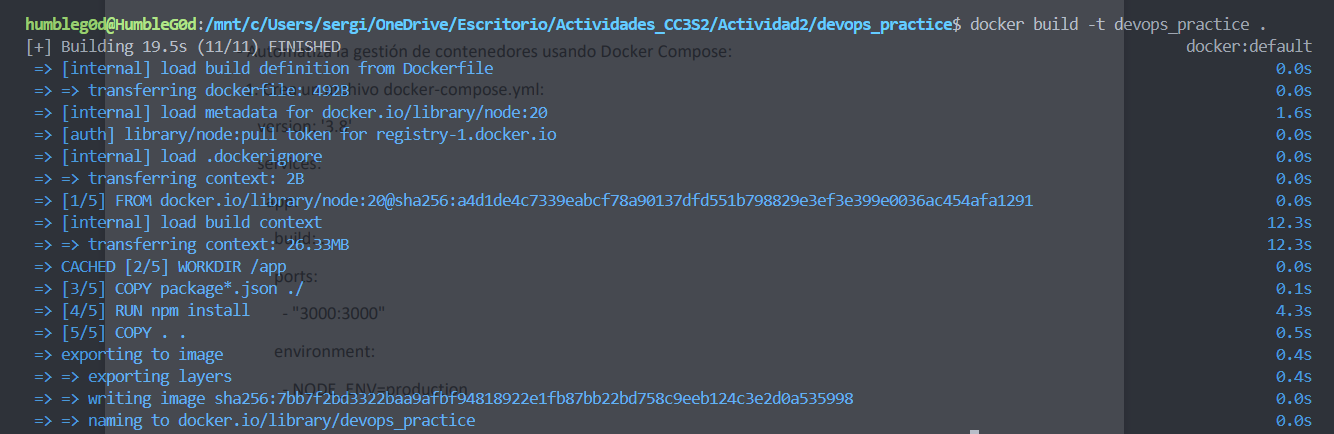 humbleg0d@HumbleG0d:/mnt/c/Users/sergi/OneDrive/Escritorio/Actividades_CC3S2/Actividad2/devops_practice$ docker build -t devops_practice .
[+] Building 19.5s (11/11) FINISHED docker:default
Automatiza la gestión de contenedores usando Docker Compose:
=> [internal] load build definition from Dockerfile 0.0s
=> => transferring dockerfile: 492B 0.0s
archivo docker-compose.yml:
=> [internal] load metadata for docker.io/library/node:20 1.6s
version: '3.8'
=> [auth] library/node:pull token for registry-1.docker.io 0.0s
=> [internal] load .dockerignore 0.0s
services:
=> => transferring context: 2B 0.0s
=> [1/5] FROM docker.io/library/node:20@sha256:a4d1de4c7339eabcf78a90137dfd551b798829e3ef3e399e0036ac454afa1291 0.0s
=> [internal] load build context 12.3s
build:
=> => transferring context: 26.33MB 12.3s
=> CACHED [2/5] WORKDIR /app 0.0s
ports:
=> [3/5] COPY package*.json ./ 0.1s
=> [4/5] RUN npm install 4.3s
- "3000:3000"
=> [5/5] COPY . . 0.5s
=> exporting to image 0.4s
environment:
=> => exporting layers 0.4s
- NODE_ENV=production
=> => writing image sha256:7bb7f2bd3322baa9afbf94818922e1fb87bb22bd758c9eeb124c3e2d0a535998 0.0s
=> => naming to docker.io/library/devops_practice 0.0s